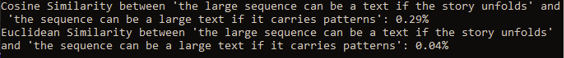 Cosine Similarity between 'the large sequence can be a text if the story unfolds' and
'the sequence can be a large text if it carries patterns': 0.29%
Euclidean Similarity between 'the large sequence can be a text if the story unfolds'
and 'the sequence can be a large text if it carries patterns': 0.04%